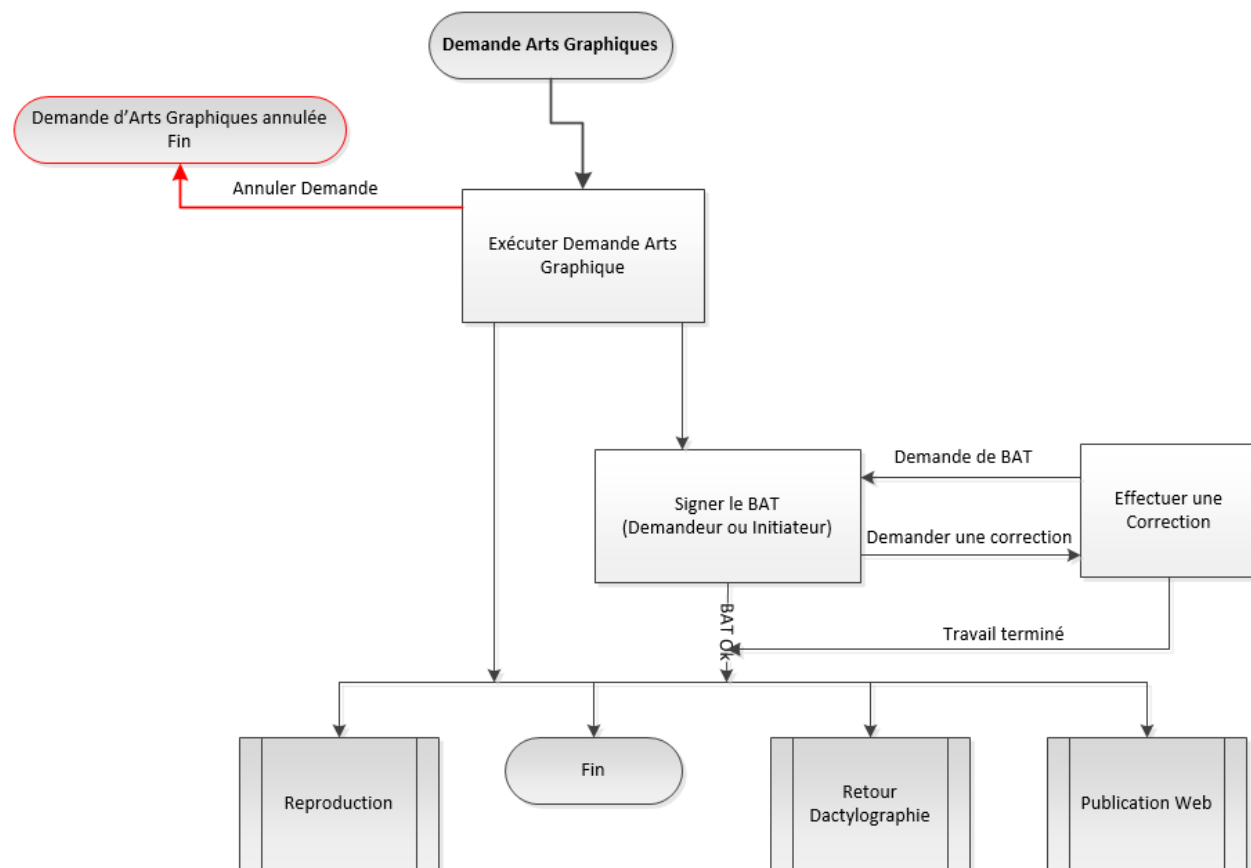 Demande Arts Graphiques
Demande d'Arts Graphiques annulée
Fin
Annuler Demande
Exécuter Demande Arts
Graphique
Demande de BAT
Signer le BAT
(Demandeur ou Initiateur)
Effectuer une
Correction
Demander une correction
BAT Ok
Travail terminé
Reproduction
Fin
Retour
Dactylographie
Publication Web